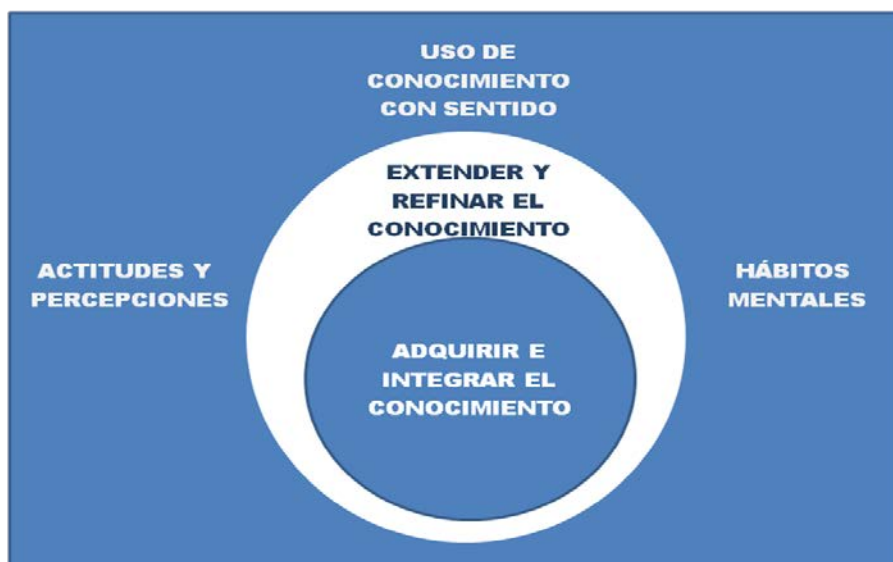 USO DE
CONOCIMIENTO
CON SENTIDO
EXTENDER Y
REFINAR EL
CONOCIMIENTO
ACTITUDES Y
PERCEPCIONES
HÁBITOS
MENTALES
ADQUIRIR E
INTEGRAR EL
CONOCIMIENTO